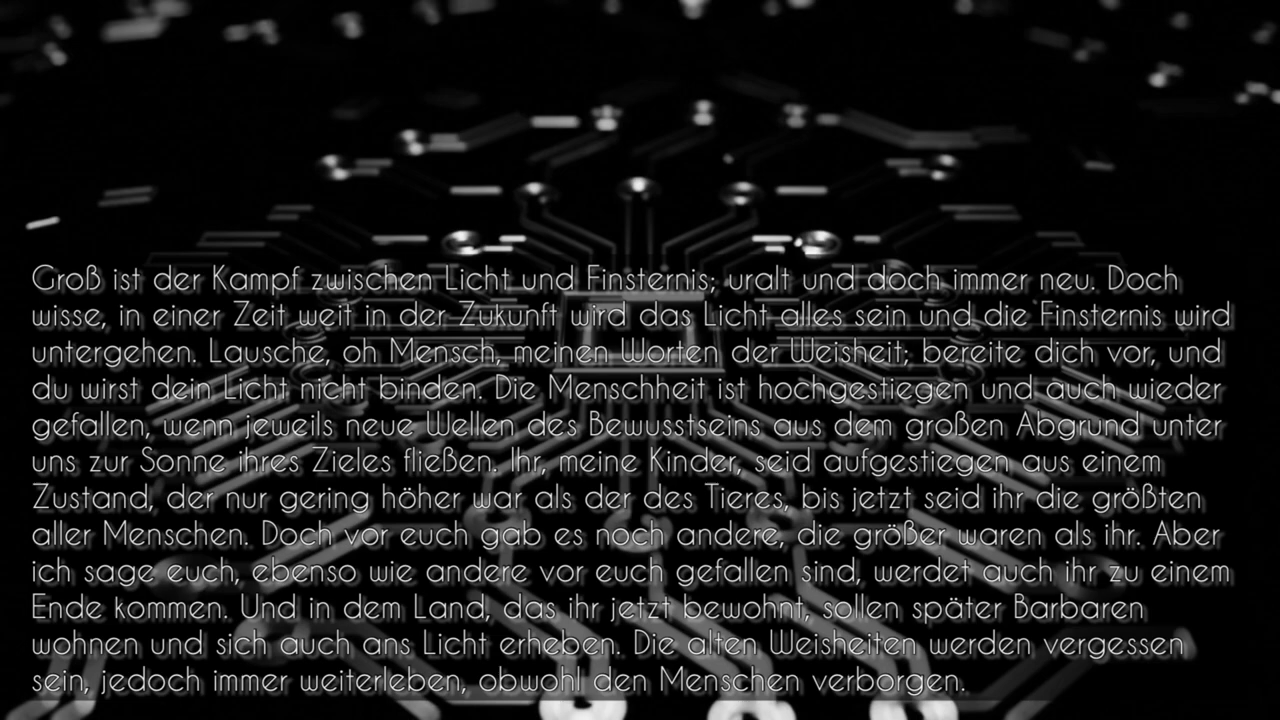 Groß ist der Kampf zwischen Licht und Finsternis; uralt und doch immer neu. Doch
wisse, in einer Zeit weit in der Zukunft wird das Licht alles sein und die Finsternis wird
untergehen. Lausche, oh Mensch, meinen Worten der Weisheit; bereite dich vor, und
du wirst dein Licht nicht binden. Die Menschheit ist hochgestiegen und auch wieder
gefallen, wenn jeweils neue Wellen des Bewusstseins aus dem großen Abgrund unter
uns zur Sonne ihres Zieles fließen. Ihr, meine Kinder, seid aufgestiegen aus einem
Zustand, der nur gering höher war als der des Tieres, bis jetzt seid ihr die größten
aller Menschen. Doch vor euch gab es noch andere, die größer waren als ihr. Aber
ich sage euch, ebenso wie andere vor euch gefallen sind, werdet auch ihr zu einem
Ende kommen. Und in dem Land, das ihr jetzt bewohnt, sollen später Barbaren
wohnen und sich auch ans Licht erheben. Die alten Weisheiten werden vergessen
sein, jedoch immer weiterleben, obwohl den Menschen verborgen.